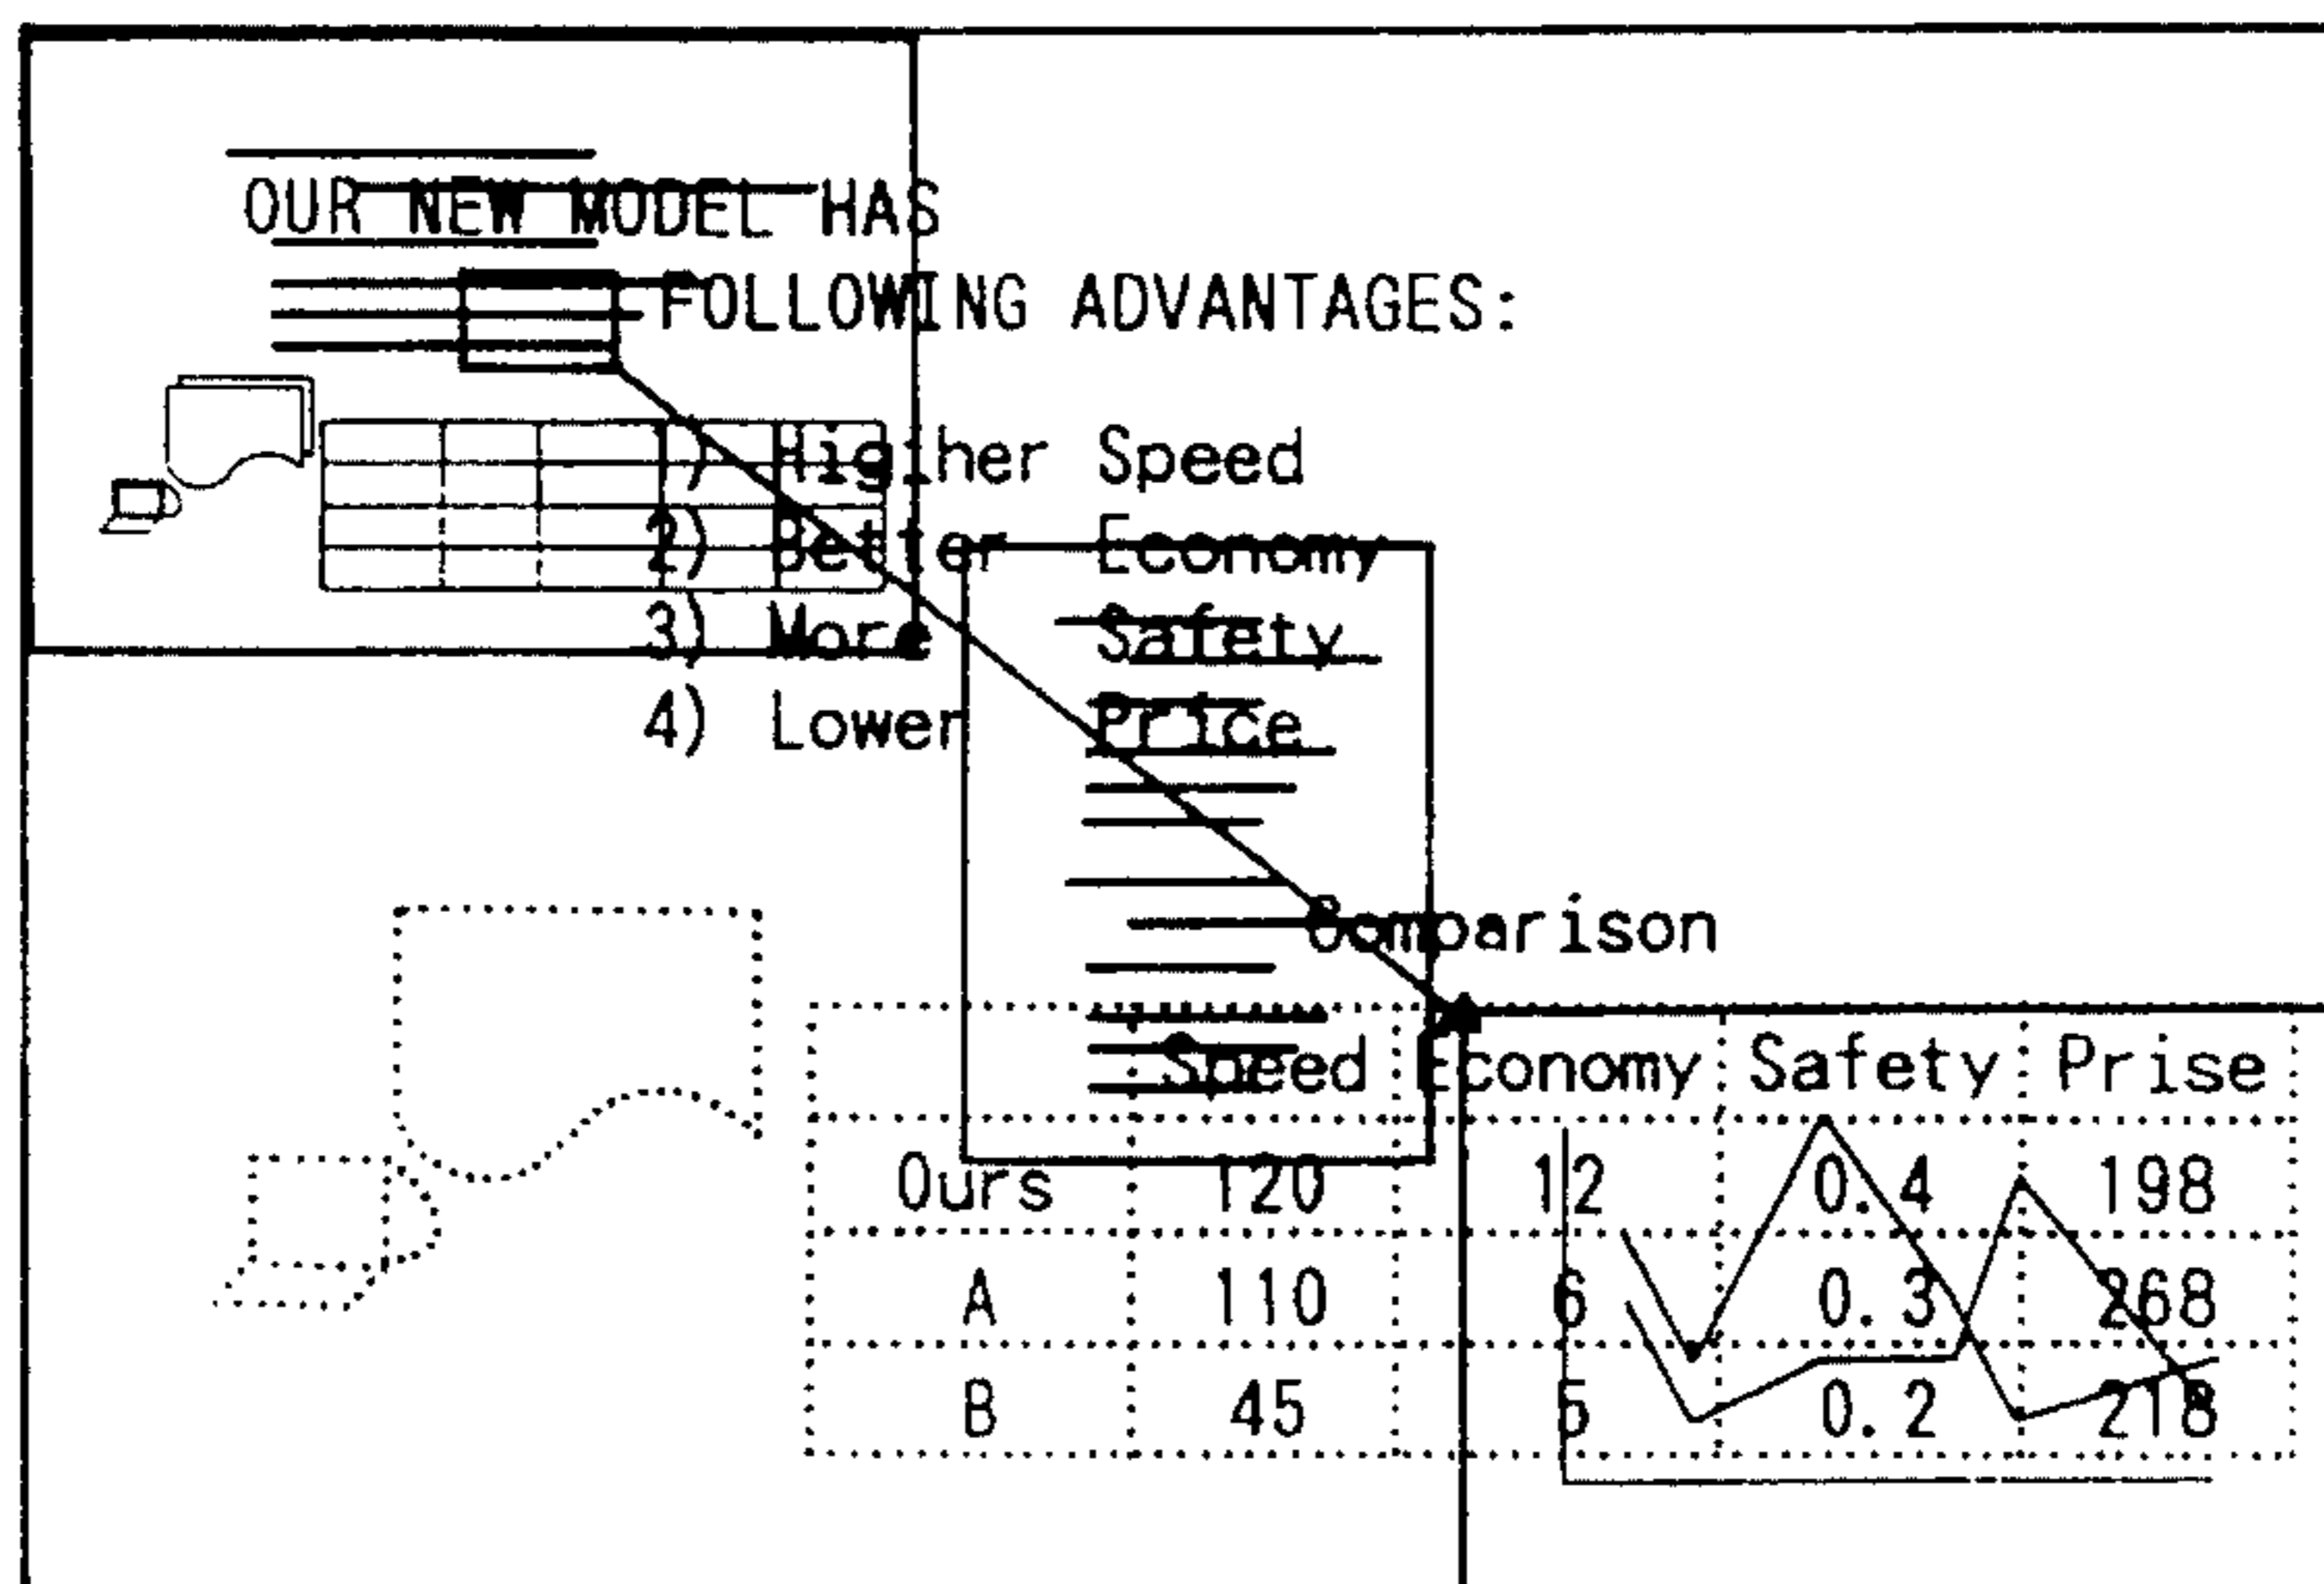 OUR NEW MODEL HAS
FOLLOWING ADVANTAGES:
1) Higiher Speed
2) Better Economy
3) More Safety
4) Lower Price
Comparison
Speed Economy Safety Prise
Ours 120 12 0.4 198
A 110 6 0.3 268
B 45 5 0.2 218